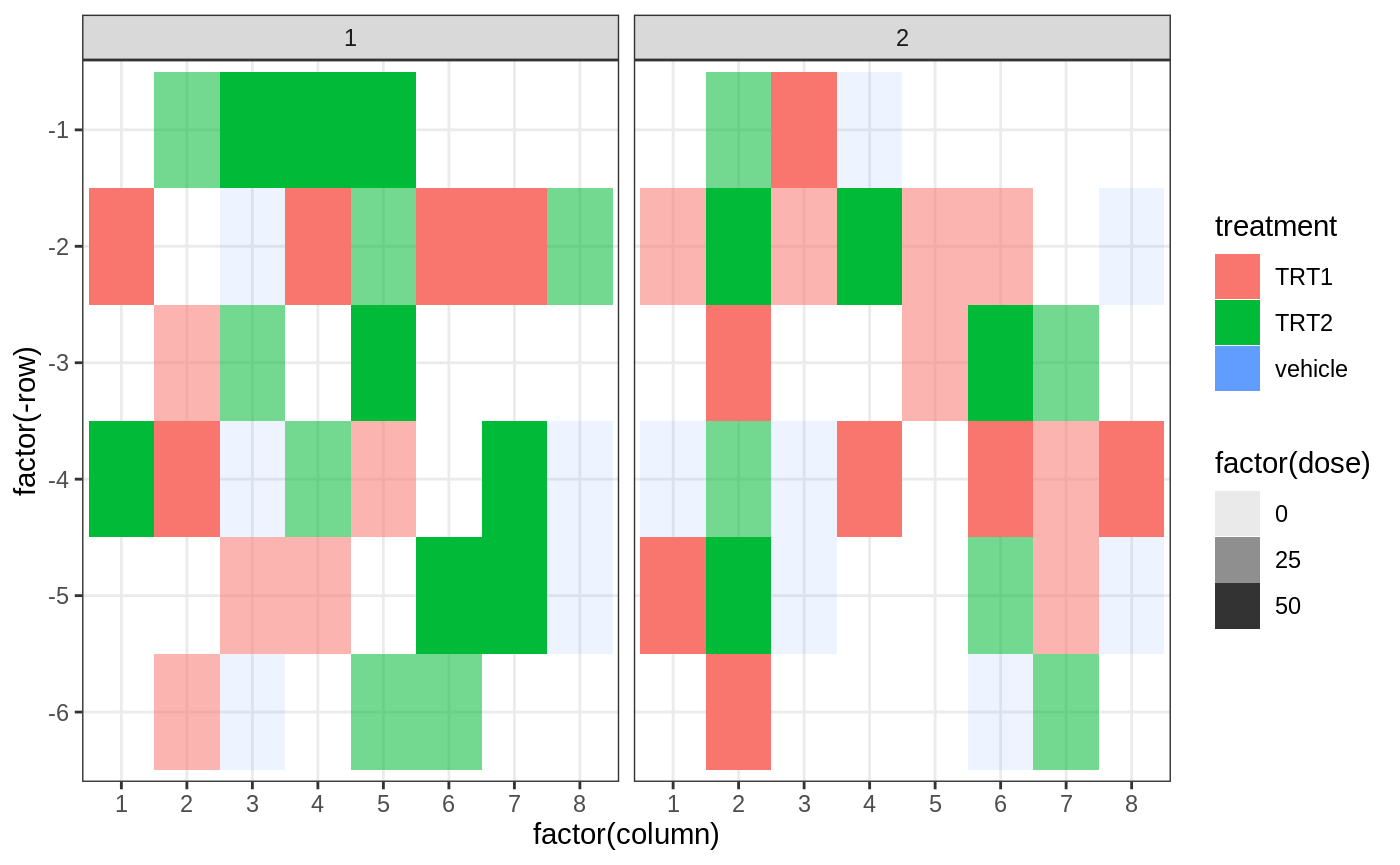 1 2
-1
-2
-3
-4
-5
-6
factor(-row)
1 2 3 4 5 6 7 8 1 2 3 4 5 6 7 8
factor(column)
treatment
TRT1
TRT2
vehicle
factor(dose)
0
25
50